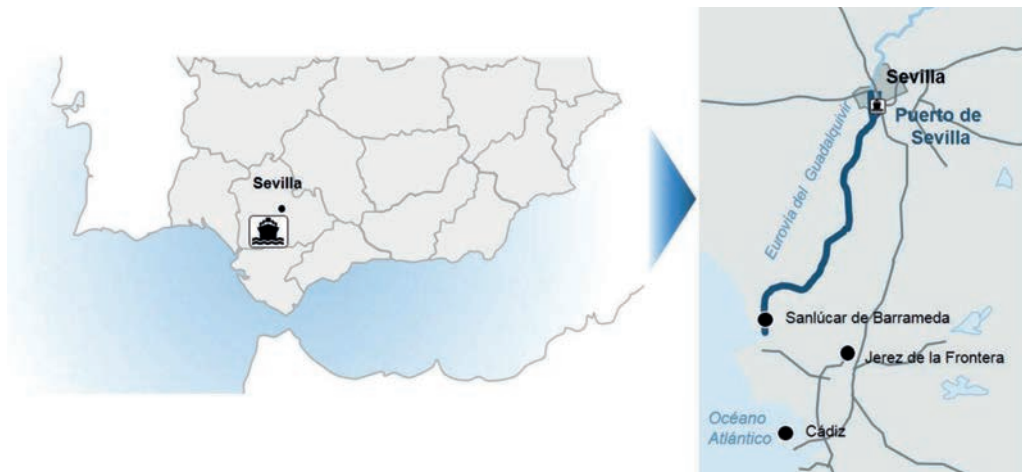 Sevilla
Sevilla
Puerto de
Sevilla
Eurovía del Guadalquivir
Sanlúcar de Barrameda
Jerez de la Frontera
Océano
Atlántico
Cádiz